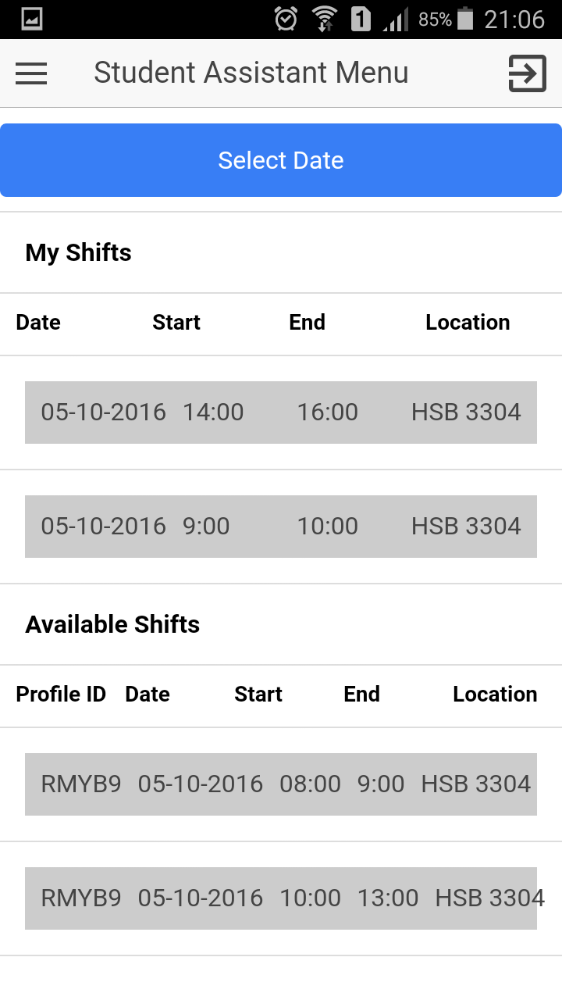 1 85% 21:06
Student Assistant Menu
Select Date
My Shifts
Date Start End Location
05-10-2016 14:00 16:00 HSB 3304
05-10-2016 9:00 10:00 HSB 3304
Available Shifts
Profile ID Date Start End Location
RMYB9 05-10-2016 08:00 9:00 HSB 3304
RMYB9 05-10-2016 10:00 13:00 HSB 3304